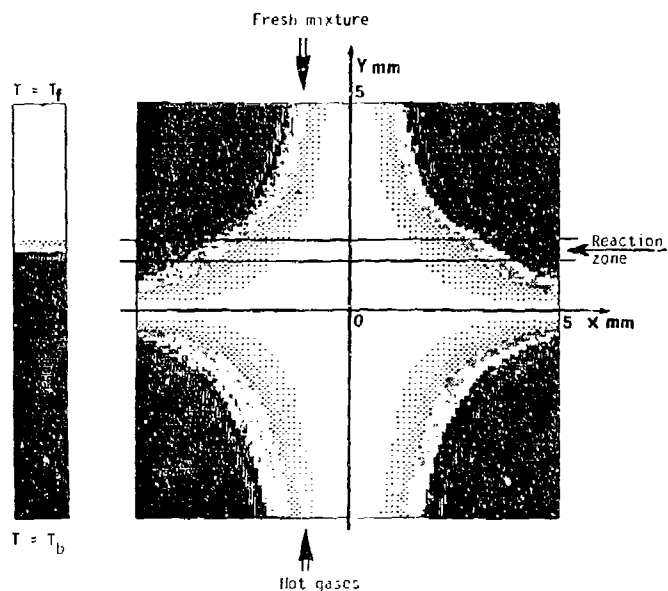 Fresh mixture
Y mm
T = Tf
5
Reaction
zone
0
5
x mm
T = Tb
Hot gases